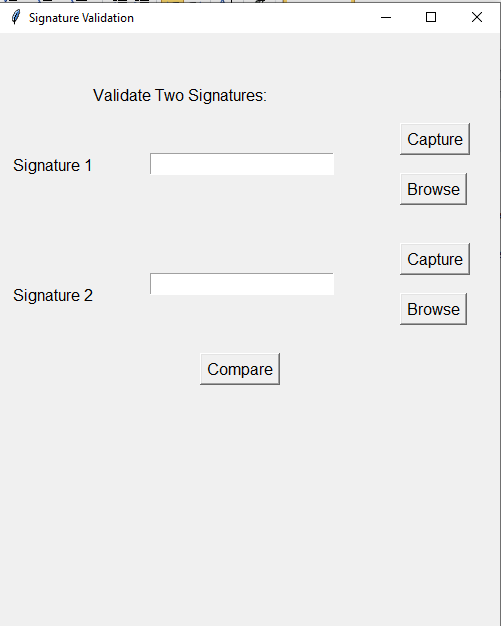 Signature Validation
Validate Two Signatures:
Capture
Signature 1
Browse
Capture
Signature 2
Browse
Compare